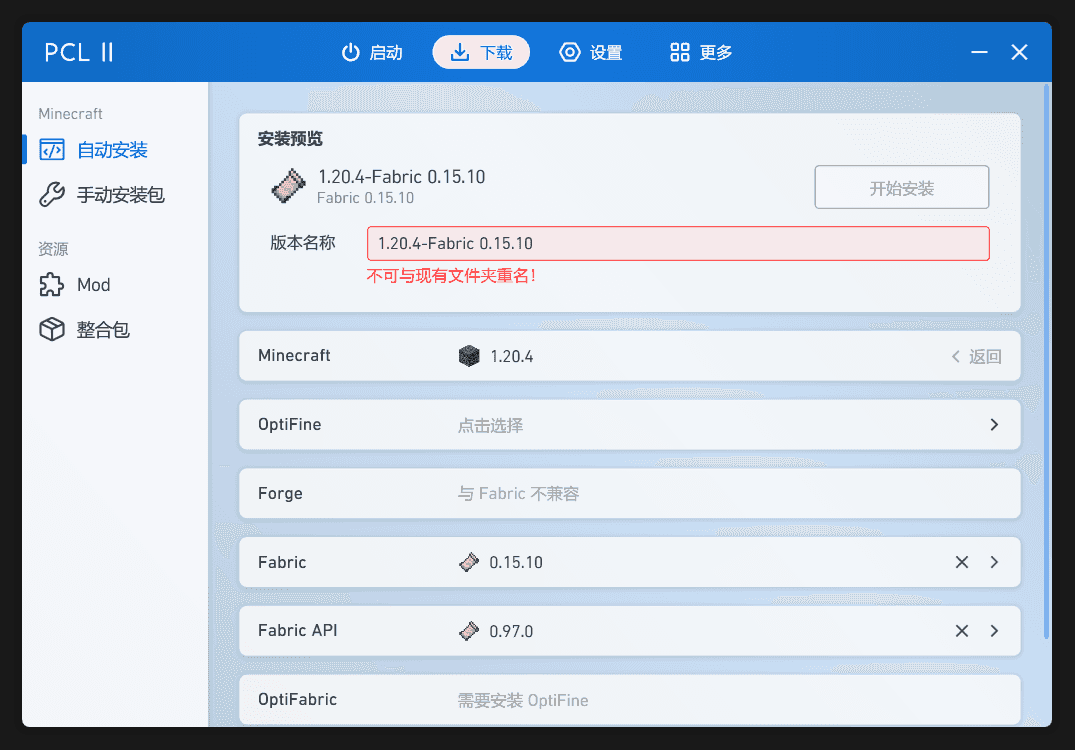 PCL II
启动
下载
设置
更多
Minecraft
自动安装
手动安装包
资源
Mod
整合包
安装预览
1.20.4-Fabric 0.15.10
Fabric 0.15.10
开始安装
版本名称
1.20.4-Fabric 0.15.10
不可与现有文件夹重名!
Minecraft
1.20.4
返回
OptiFine
点击选择
Forge
与 Fabric 不兼容
Fabric
0.15.10
Fabric API
0.97.0
OptiFabric
需要安装 OptiFine